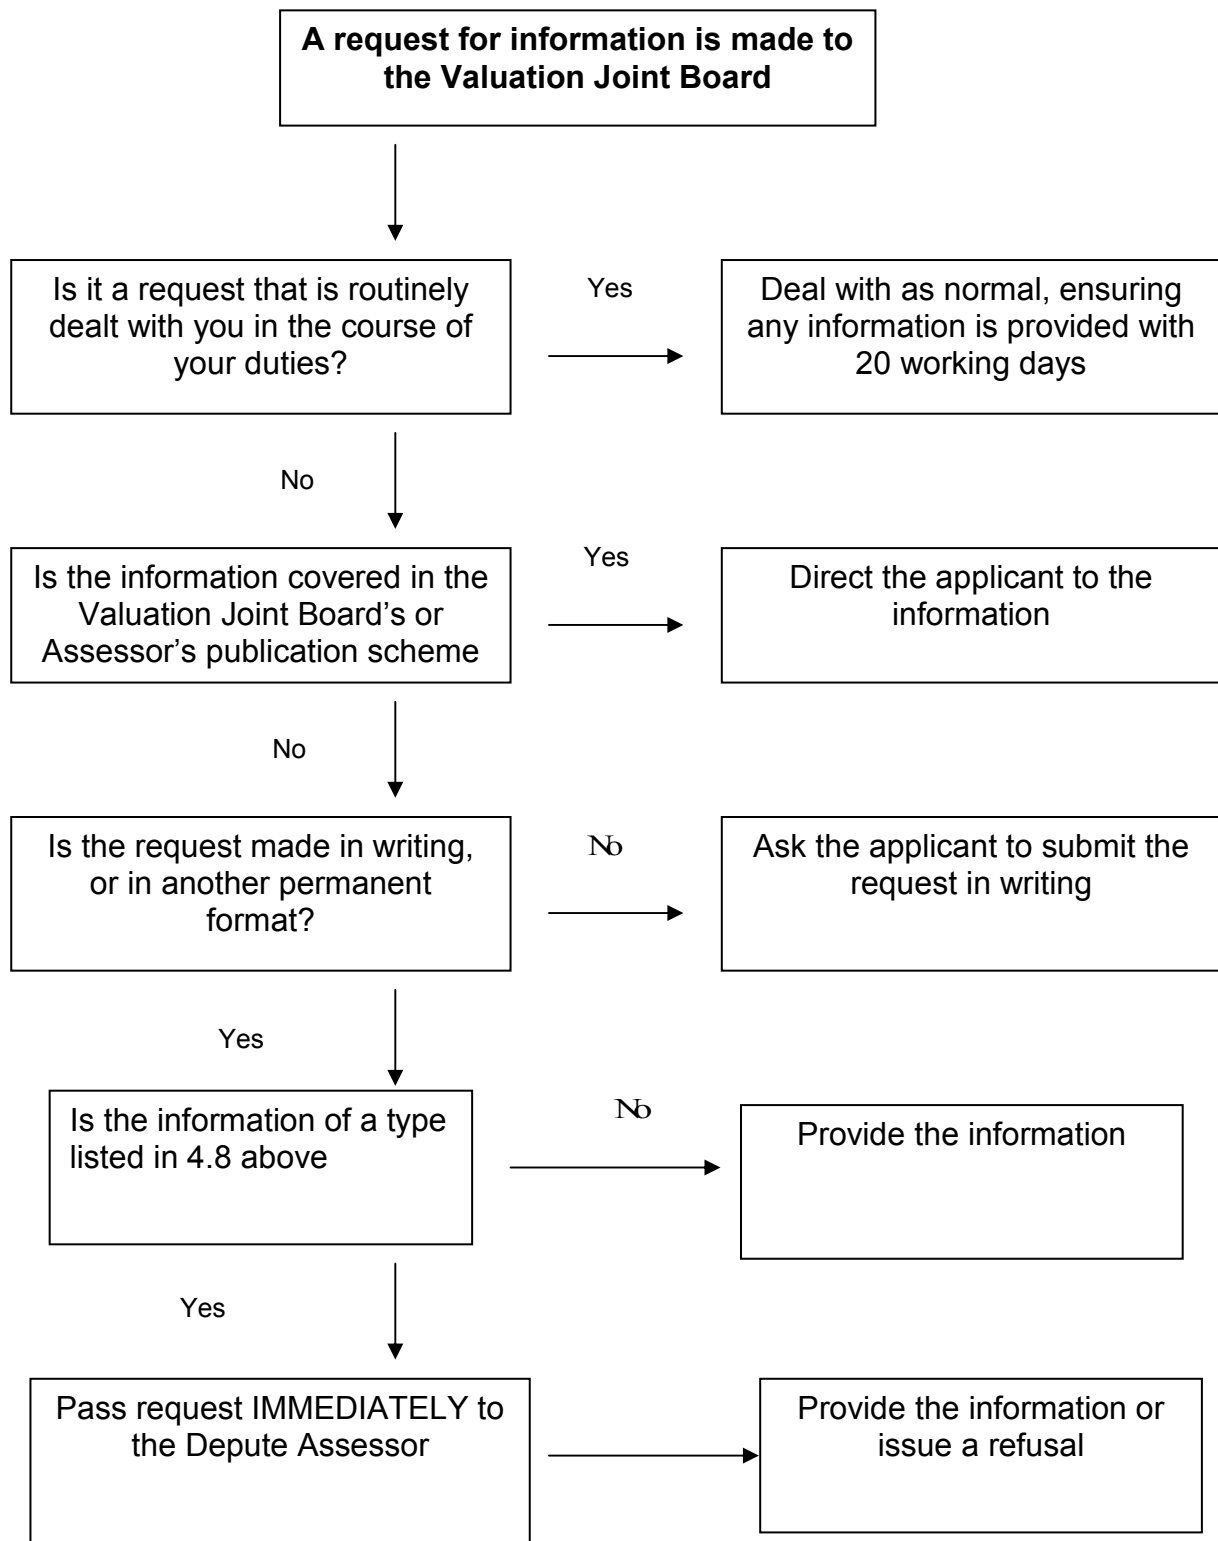 A request for information is made to
the Valuation Joint Board
Is it a request that is routinely
dealt with you in the course of
your duties?
Yes
Deal with as normal, ensuring
any information is provided with
20 working days
No
Is the information covered in the
Valuation Joint Board’s or
Assessor’s publication scheme
Yes
Direct the applicant to the
information
No
Is the request made in writing,
or in another permanent
format?
No
Ask the applicant to submit the
request in writing
Yes
Is the information of a type
listed in 4.8 above
No
Provide the information
Yes
Pass request IMMEDIATELY to
the Depute Assessor
Provide the information or
issue a refusal